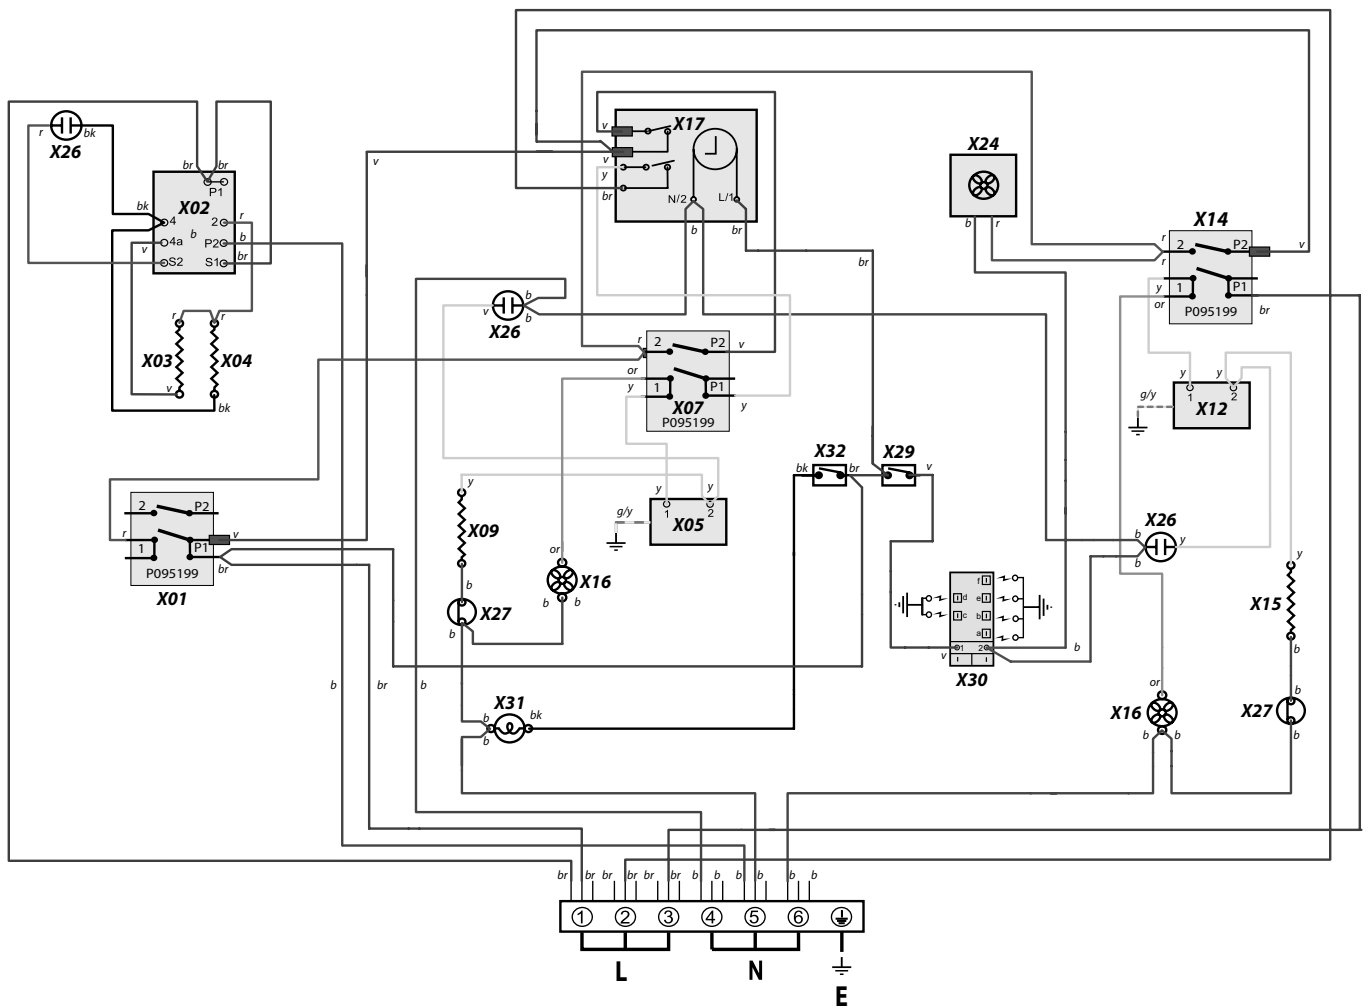 X17
v
v
y
br
N/2
L/1
b
br
br
X26
r
bk
br
br
P1
X02
bk
4
2
r
b
v
4a
P2
b
S2
S1
br
v
X24
b
r
X14
r
2
P2
v
r
y
1
P1
or
br
P095199
r
r
X03
X04
v
bk
X26
v
b
b
r
2
P2
v
or
1
P1
y
y
X07
P095199
y
y
1
2
g/y
X12
X32
X29
bk
br
v
y
X09
b
y
y
1
2
g/y
X05
2
P2
r
v
1
P1
br
P095199
X01
or
X16
b
b
X27
b
b
X26
y
b
y
X15
b
f
d
e
c
b
a
1
2
v
b
X30
b
br
b
X31
b
b
bk
or
X16
b
b
b
X27
b
br
br
br
br
br
br
b
b
b
b
b
b
1
2
3
4
5
6
L
N
E